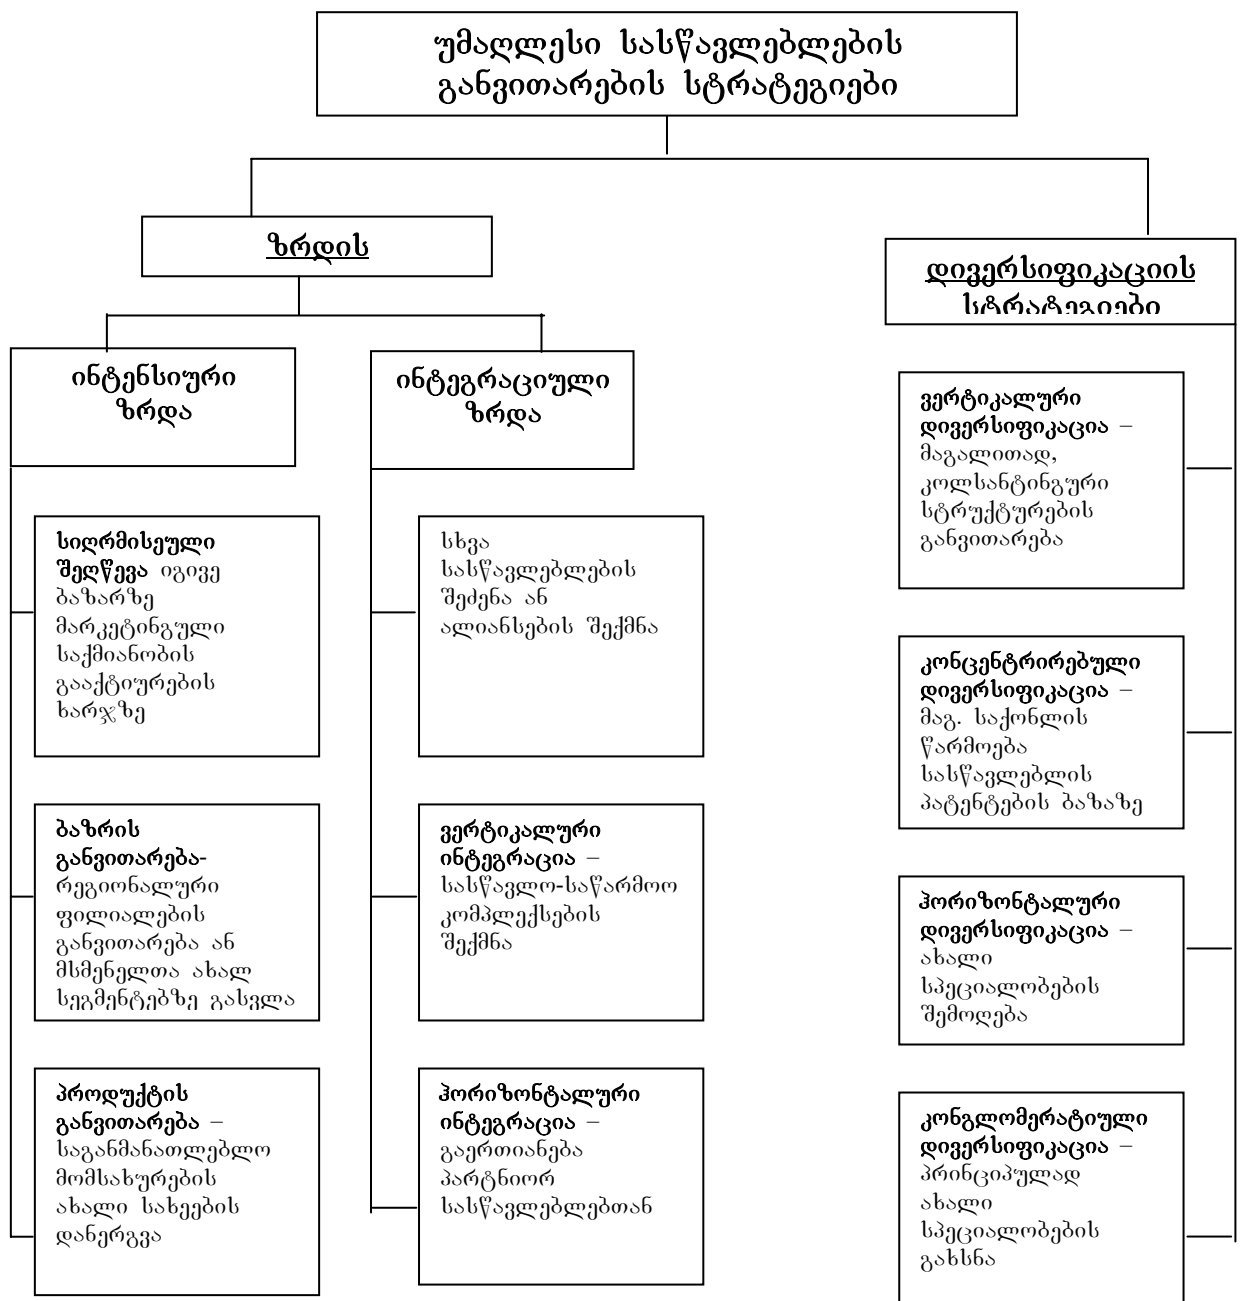 უმაღლესი სასწავლებლების
განვითარების სტრატეგიები
ზრდის
დივერსიფიკაციის
სტრატეგიები
ინტენსიური
ზრდა
ინტეგრაციული
ზრდა
სიღრმისეული
შეღწევა იგივე
ბაზარზე
მარკეტინგული
საქმიანობის
გააქტიურების
ხარჯზე
ბაზრის
განვითარება-
რეგიონალური
ფილიალების
განვითარება ან
მსმენელთა ახალ
სეგმენტებზე გასვლა
პროდუქტის
განვითარება –
საგანმანათლებლო
მომსახურების
ახალი სახეების
დანერგვა
სხვა
სასწავლებლების
შეძენა ან
ალიანსების შექმნა
ვერტიკალური
ინტეგრაცია –
სასწავლო-საწარმოო
კომპლექსების
შექმნა
ჰორიზონტალური
ინტეგრაცია –
გაერთიანება
პარტნიორ
სასწავლებლებთან
ვერტიკალური
დივერსიფიკაცია –
მაგალითად,
კოლსანტინგური
სტრუქტურების
განვითარება
კონცენტრირებული
დივერსიფიკაცია –
მაგ. საქონლის
წარმოება
სასწავლებლის
პატენტების ბაზაზე
ჰორიზონტალური
დივერსიფიკაცია –
ახალი
სპეციალობების
შემოღება
კონგლომერატიული
დივერსიფიკაცია –
პრინციპულად
ახალი
სპეციალობების
გახსნა